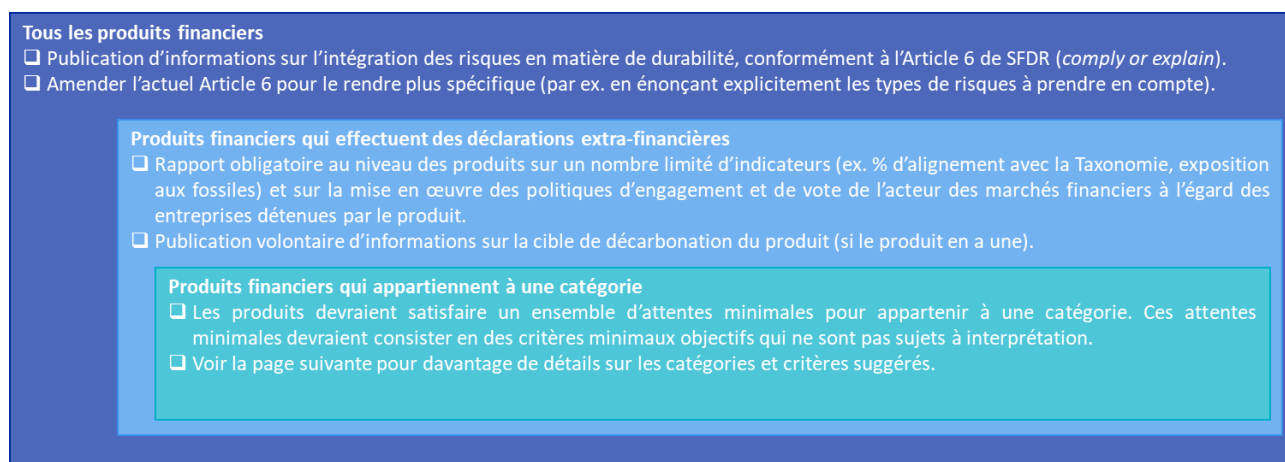 Tous les produits financiers
❑ Publication d’informations sur l’intégration des risques en matière de durabilité, conformément à l’Article 6 de SFDR (comply or explain).
❑ Amender l’actuel Article 6 pour le rendre plus spécifique (par ex. en énonçant explicitement les types de risques à prendre en compte).
Produits financiers qui effectuent des déclarations extra-financières
❑ Rapport obligatoire au niveau des produits sur un nombre limité d’indicateurs (ex. % d’alignement avec la Taxonomie, exposition
aux fossiles) et sur la mise en œuvre des politiques d’engagement et de vote de l’acteur des marchés financiers à l’égard des
entreprises détenues par le produit.
❑ Publication volontaire d’informations sur la cible de décarbonation du produit (si le produit en a une).
Produits financiers qui appartiennent à une catégorie
❑ Les produits devraient satisfaire un ensemble d’attentes minimales pour appartenir à une catégorie. Ces attentes
minimales devraient consister en des critères minimaux objectifs qui ne sont pas sujets à interprétation.
❑ Voir la page suivante pour davantage de détails sur les catégories et critères suggérés.